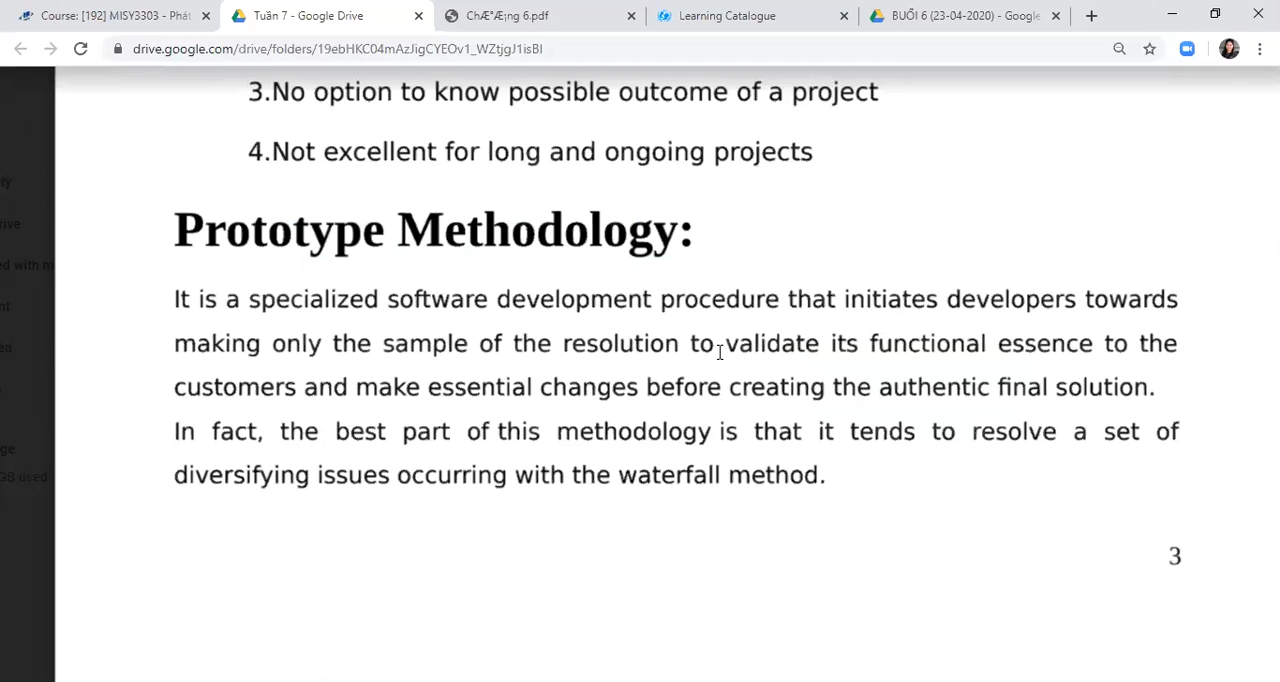 Course: [192] MISY3303 - Phát
Tuần 7 - Google Drive
ChÆ°Æ¡ng 6.pdf
Learning Catalogue
BUỔI 6 (23-04-2020) - Google
drive.google.com/drive/folders/19ebHKC04mAzJigCYEOv1_WZtjgJ1isBI
3.No option to know possible outcome of a project
4.Not excellent for long and ongoing projects
Prototype Methodology:
It is a specialized software development procedure that initiates developers towards
making only the sample of the resolution to validate its functional essence to the
customers and make essential changes before creating the authentic final solution.
In fact, the best part of this methodology is that it tends to resolve a set of
diversifying issues occurring with the waterfall method.
3
ed with m
GB used